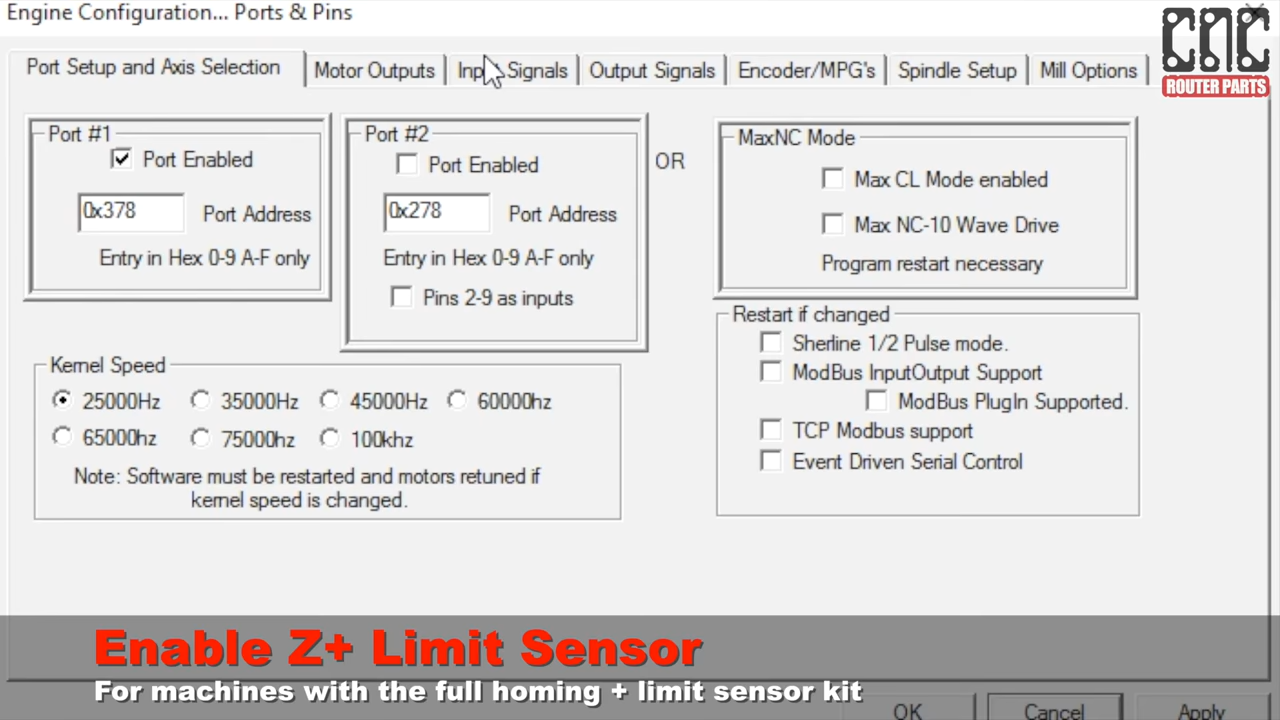 Engine Configuration... Ports & Pins
CNC
ROUTER PARTS
Port Setup and Axis Selection
Motor Outputs
Input Signals
Output Signals
Encoder/MPG's
Spindle Setup
Mill Options
Port #1
Port Enabled
0x378
Port Address
Entry in Hex 0-9 A-F only
Port #2
Port Enabled
0x278
Port Address
Entry in Hex 0-9 A-F only
Pins 2-9 as inputs
OR
MaxNC Mode
Max CL Mode enabled
Max NC-10 Wave Drive
Program restart necessary
Restart if changed
Sherline 1/2 Pulse mode.
ModBus InputOutput Support
ModBus PlugIn Supported.
TCP Modbus support
Event Driven Serial Control
Kernel Speed
25000Hz
35000Hz
45000Hz
60000hz
65000hz
75000hz
100khz
Note: Software must be restarted and motors retuned if
kernel speed is changed.
Enable Z+ Limit Sensor
For machines with the full homing + limit sensor kit
OK
Cancel
Apply